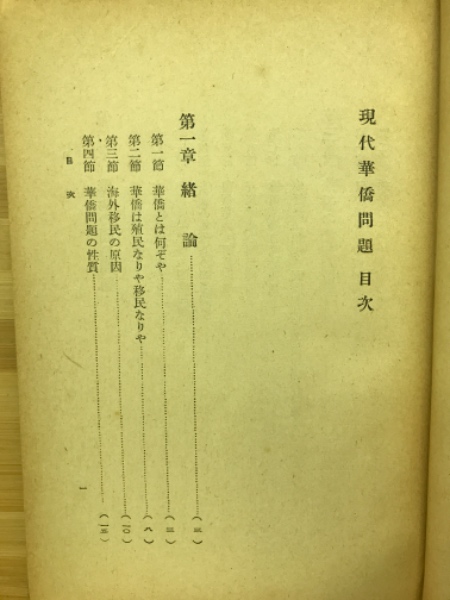 現代華僑問題 目次
第一章 緒論……(三)
第一節 華僑とは何ぞや……(三)
第二節 華僑は殖民なりや移民なりや……(八)
第三節 海外移民の原因……(一〇)
第四節 華僑問題の性質……(一五)
目次
一